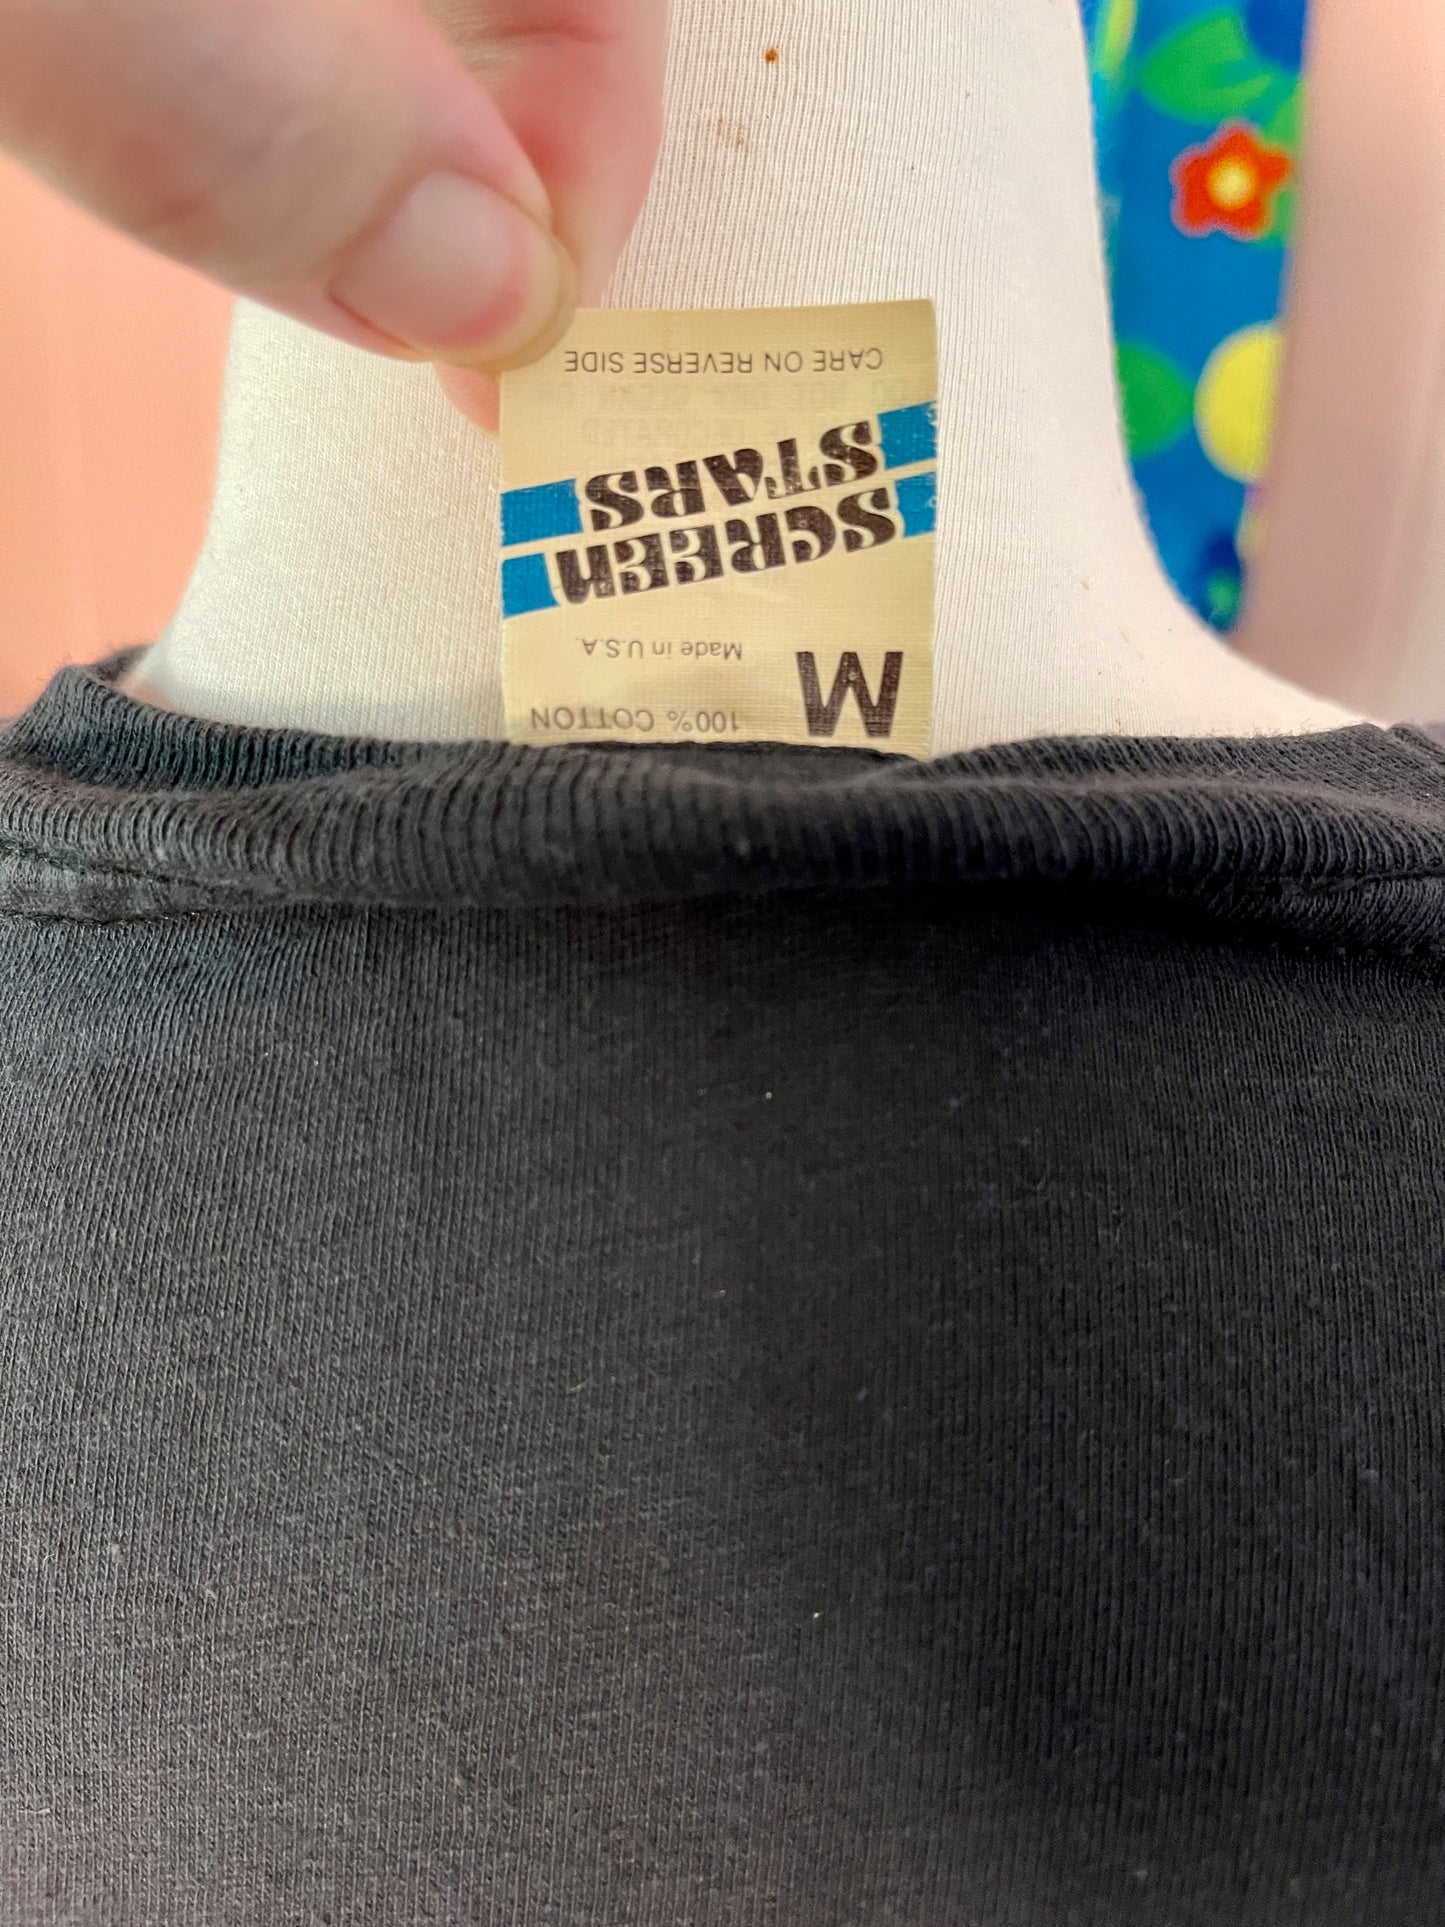 100% COTTON
M
Made in U.S.A.
SCREEN
STARS
CARE ON REVERSE SIDE